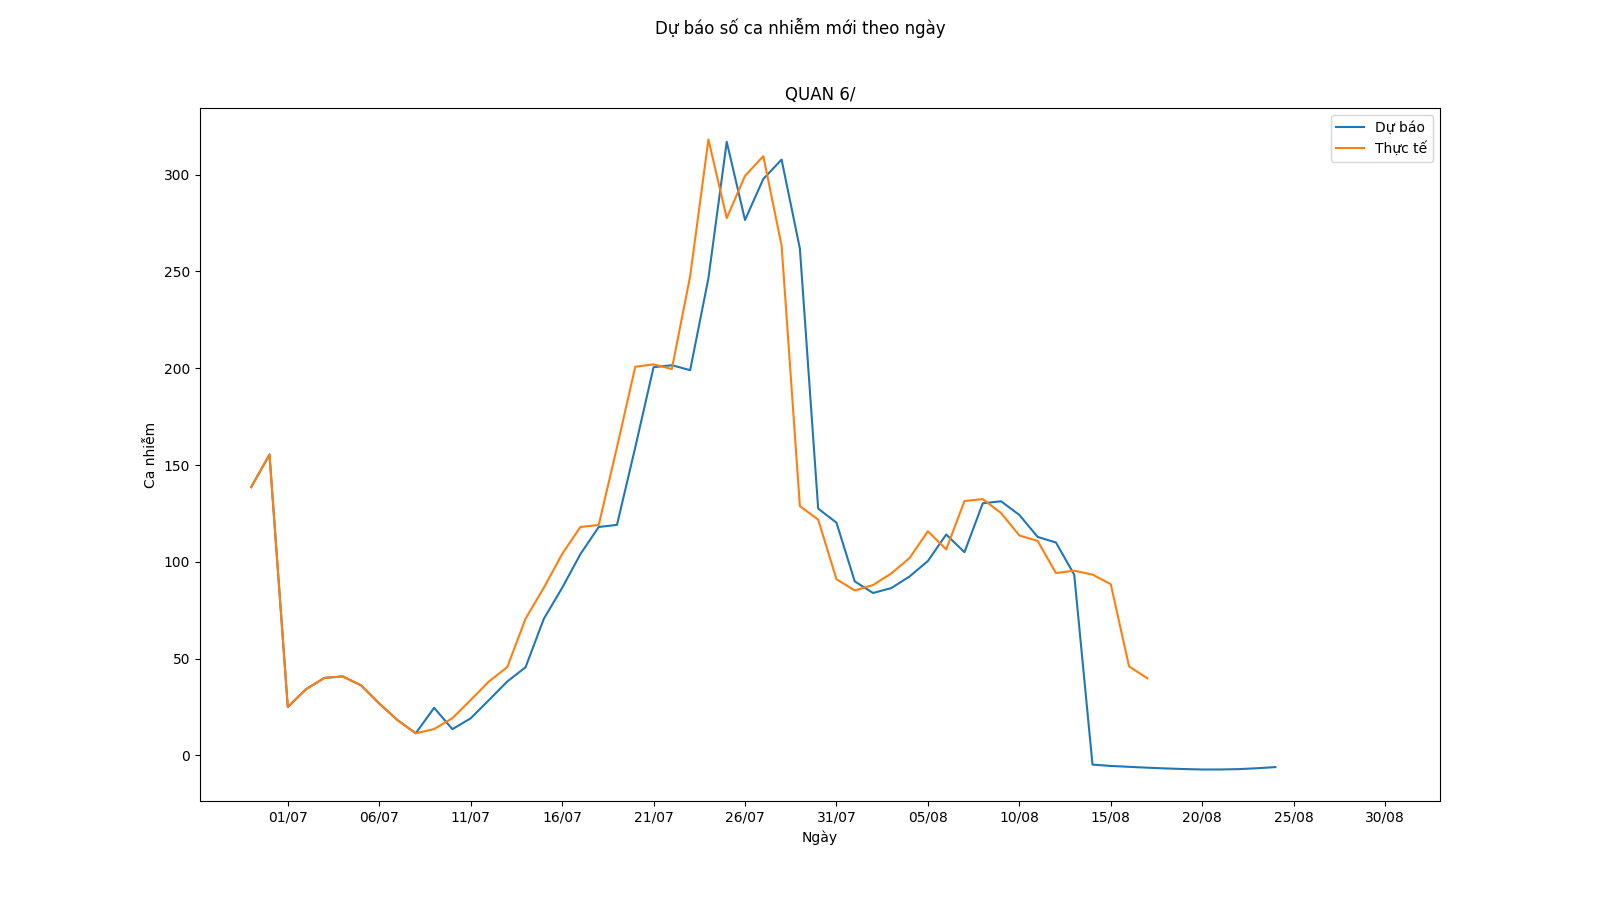 Dự báo số ca nhiễm mới theo ngày
QUAN 6/
Dự báo
Thực tế
300
250
200
150
100
50
0
Ca nhiễm
01/07 06/07 11/07 16/07 21/07 26/07 31/07 05/08 10/08 15/08 20/08 25/08 30/08
Ngày